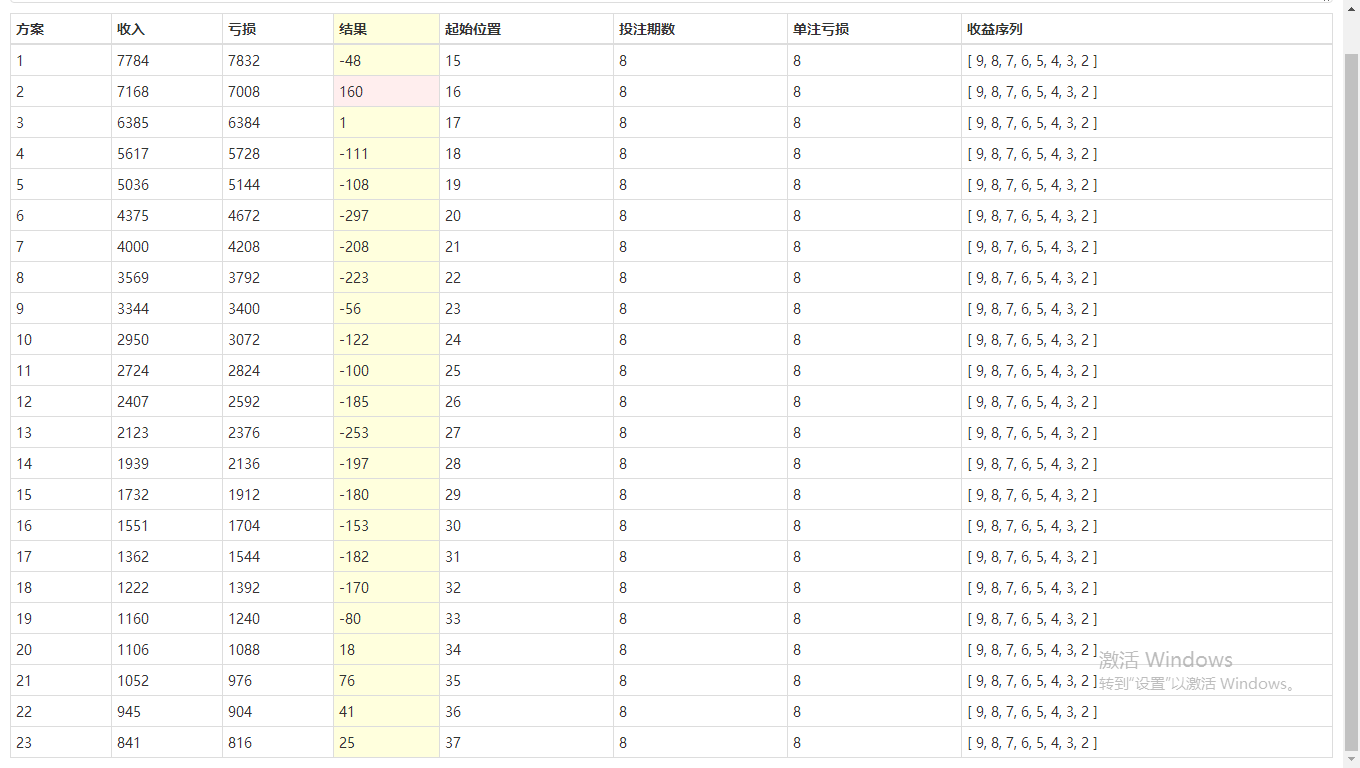 方案 收入 亏损 结果 起始位置 投注期数 单注亏损 收益序列
1 7784 7832 -48 15 8 8 [ 9, 8, 7, 6, 5, 4, 3, 2 ]
2 7168 7008 160 16 8 8 [ 9, 8, 7, 6, 5, 4, 3, 2 ]
3 6385 6384 1 17 8 8 [ 9, 8, 7, 6, 5, 4, 3, 2 ]
4 5617 5728 -111 18 8 8 [ 9, 8, 7, 6, 5, 4, 3, 2 ]
5 5036 5144 -108 19 8 8 [ 9, 8, 7, 6, 5, 4, 3, 2 ]
6 4375 4672 -297 20 8 8 [ 9, 8, 7, 6, 5, 4, 3, 2 ]
7 4000 4208 -208 21 8 8 [ 9, 8, 7, 6, 5, 4, 3, 2 ]
8 3569 3792 -223 22 8 8 [ 9, 8, 7, 6, 5, 4, 3, 2 ]
9 3344 3400 -56 23 8 8 [ 9, 8, 7, 6, 5, 4, 3, 2 ]
10 2950 3072 -122 24 8 8 [ 9, 8, 7, 6, 5, 4, 3, 2 ]
11 2724 2824 -100 25 8 8 [ 9, 8, 7, 6, 5, 4, 3, 2 ]
12 2407 2592 -185 26 8 8 [ 9, 8, 7, 6, 5, 4, 3, 2 ]
13 2123 2376 -253 27 8 8 [ 9, 8, 7, 6, 5, 4, 3, 2 ]
14 1939 2136 -197 28 8 8 [ 9, 8, 7, 6, 5, 4, 3, 2 ]
15 1732 1912 -180 29 8 8 [ 9, 8, 7, 6, 5, 4, 3, 2 ]
16 1551 1704 -153 30 8 8 [ 9, 8, 7, 6, 5, 4, 3, 2 ]
17 1362 1544 -182 31 8 8 [ 9, 8, 7, 6, 5, 4, 3, 2 ]
18 1222 1392 -170 32 8 8 [ 9, 8, 7, 6, 5, 4, 3, 2 ]
19 1160 1240 -80 33 8 8 [ 9, 8, 7, 6, 5, 4, 3, 2 ]
20 1106 1088 18 34 8 8 [ 9, 8, 7, 6, 5, 4, 3, 2 ]
激活 Windows
21 1052 976 76 35 8 8 [ 9, 8, 7, 6, 5, 4, 3, 2 ]
转到“设置”以激活 Windows。
22 945 904 41 36 8 8 [ 9, 8, 7, 6, 5, 4, 3, 2 ]
23 841 816 25 37 8 8 [ 9, 8, 7, 6, 5, 4, 3, 2 ]